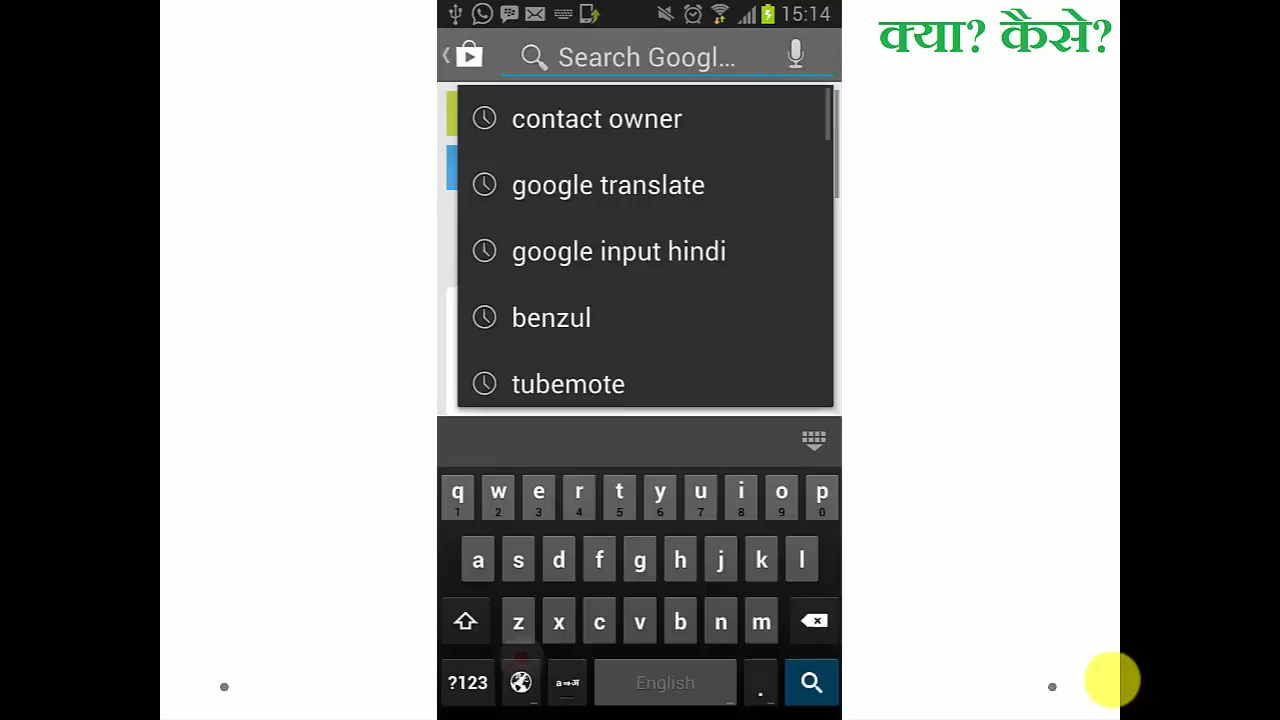 15:14
क्या? कैसे?
Search Googl...
contact owner
google translate
google input hindi
benzul
tubemote
q w e r t y u i o p
1 2 3 4 5 6 7 8 9 0
a s d f g h j k l
z x c v b n m
?123 a⇒अ English .